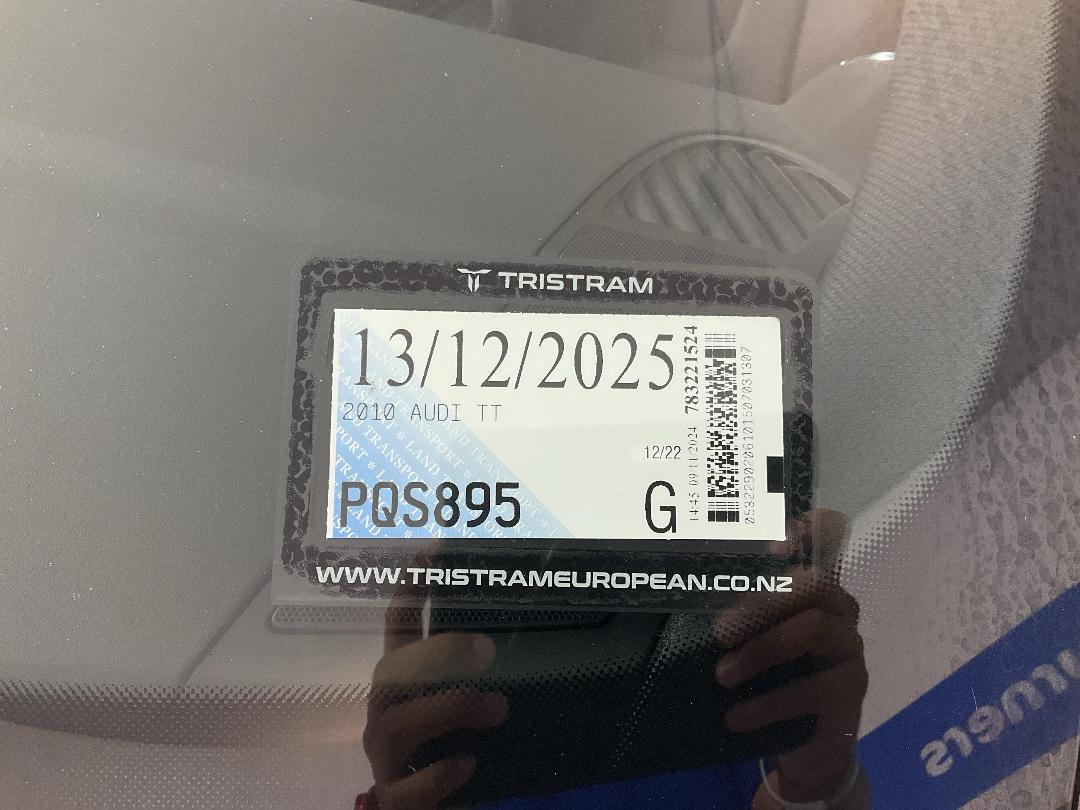 TRISTRAM
13/12/2025
2010 AUDI TT
12/22
PQS895
G
14:45 09/11/2024 783221524
WWW.TRISTRAMEUROPEAN.CO.NZ